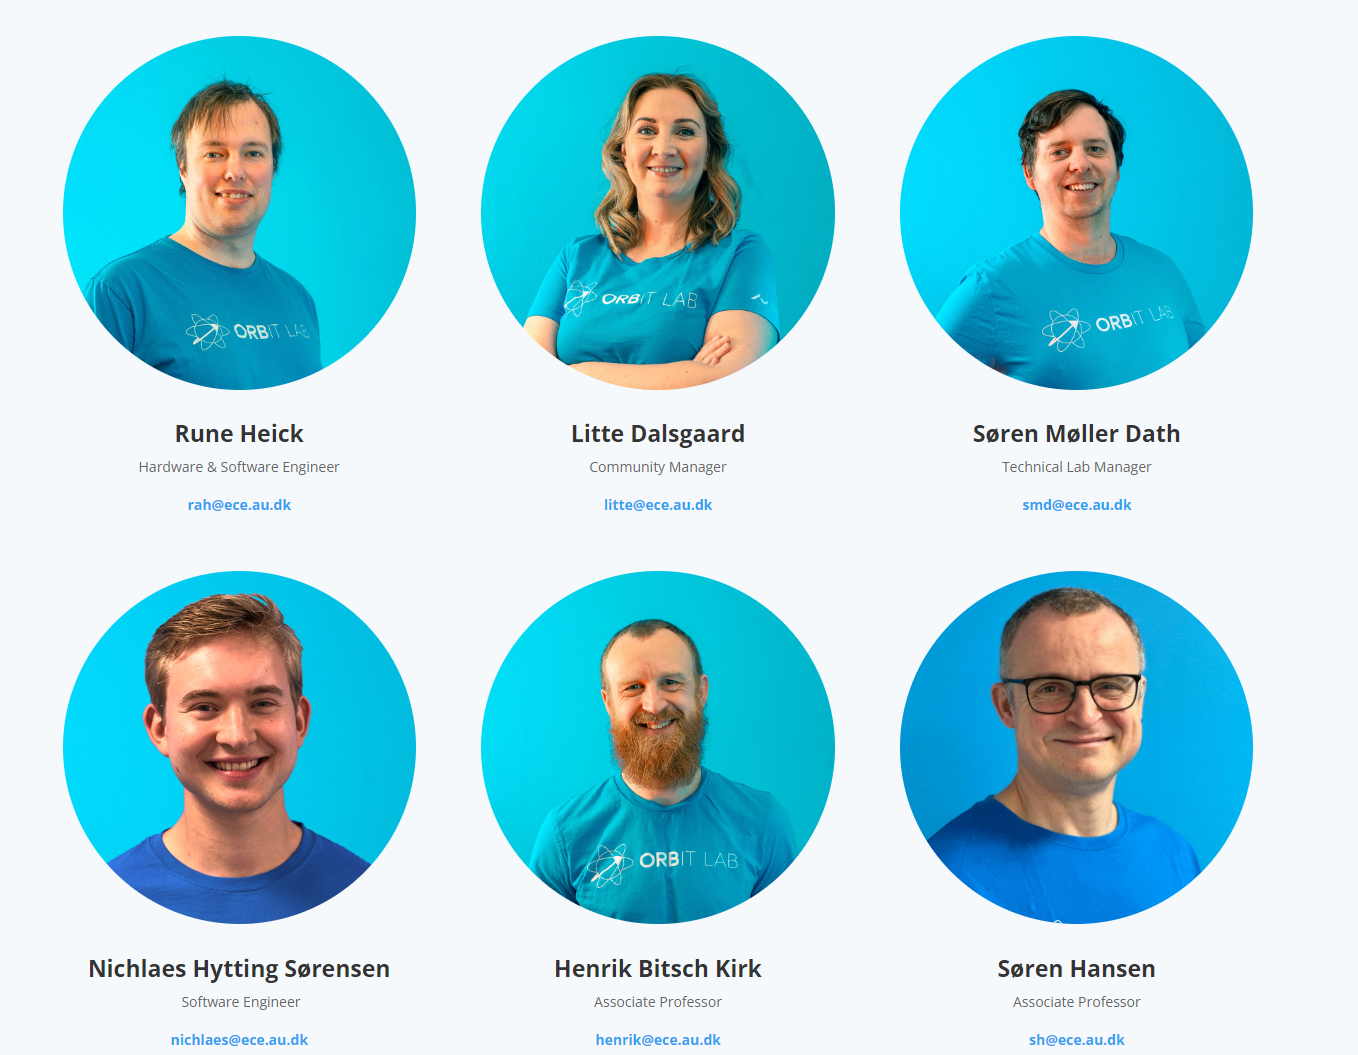 ORBIT LAB
ORBIT LAB
ORBIT LAB
Rune Heick
Litte Dalsgaard
Søren Møller Dath
Hardware & Software Engineer
Community Manager
Technical Lab Manager
rah@ece.au.dk
litte@ece.au.dk
smd@ece.au.dk
ORBIT LAB
Nichlaes Hytting Sørensen
Henrik Bitsch Kirk
Søren Hansen
Software Engineer
Associate Professor
Associate Professor
nichlaes@ece.au.dk
henrik@ece.au.dk
sh@ece.au.dk